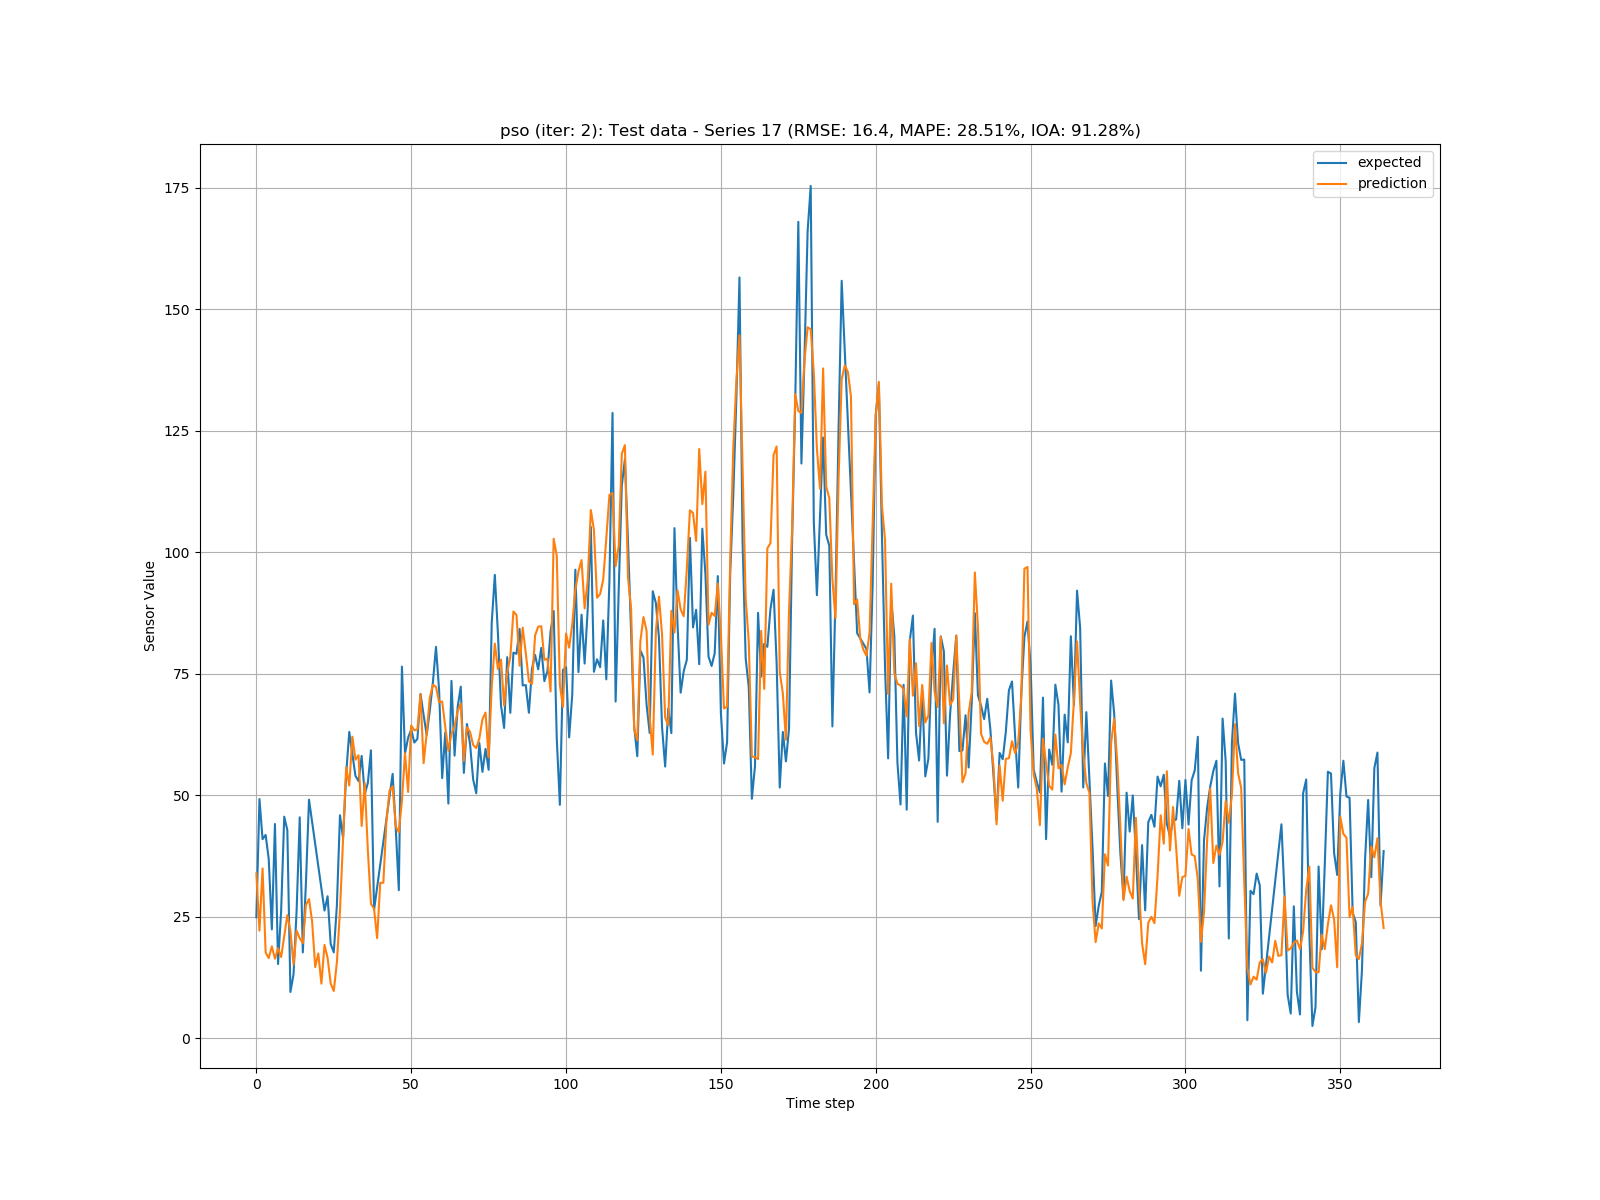 pso (iter: 2): Test data - Series 17 (RMSE: 16.4, MAPE: 28.51%, IOA: 91.28%)
expected
prediction
175
150
125
100
75
50
25
0
Sensor Value
0 50 100 150 200 250 300 350
Time step